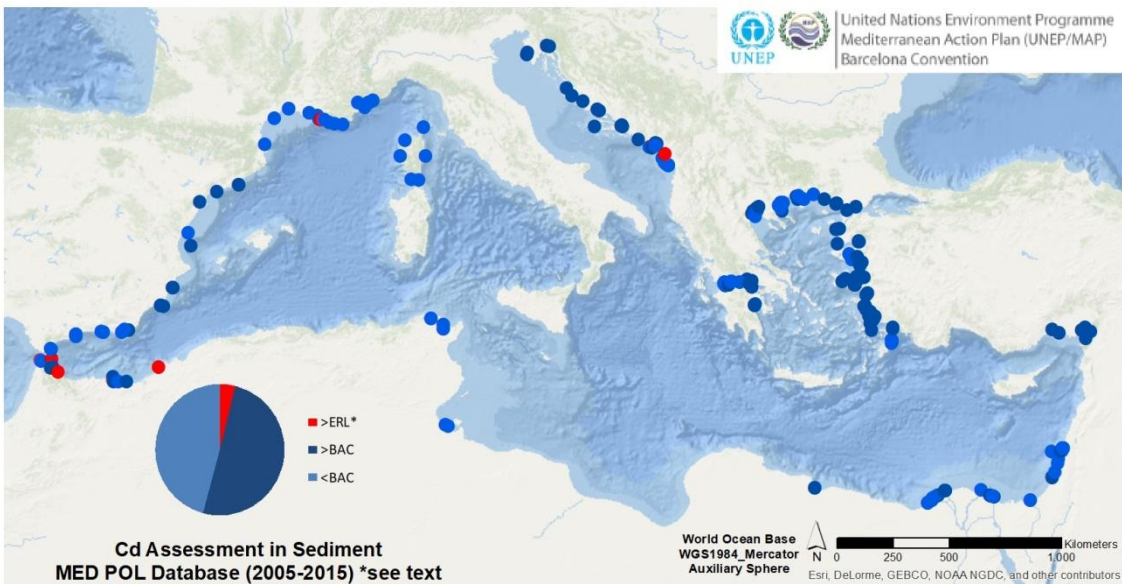 UNEP
United Nations Environment Programme
Mediterranean Action Plan (UNEP/MAP)
Barcelona Convention
>ERL*
>BAC
<BAC
Cd Assessment in Sediment
MED POL Database (2005-2015) *see text
World Ocean Base
WGS1984_Mercator
Auxiliary Sphere
N
Kilometers
0 250 500 1,000
Esri, DeLorme, GEBCO, NOAA NGDC, and other contributors